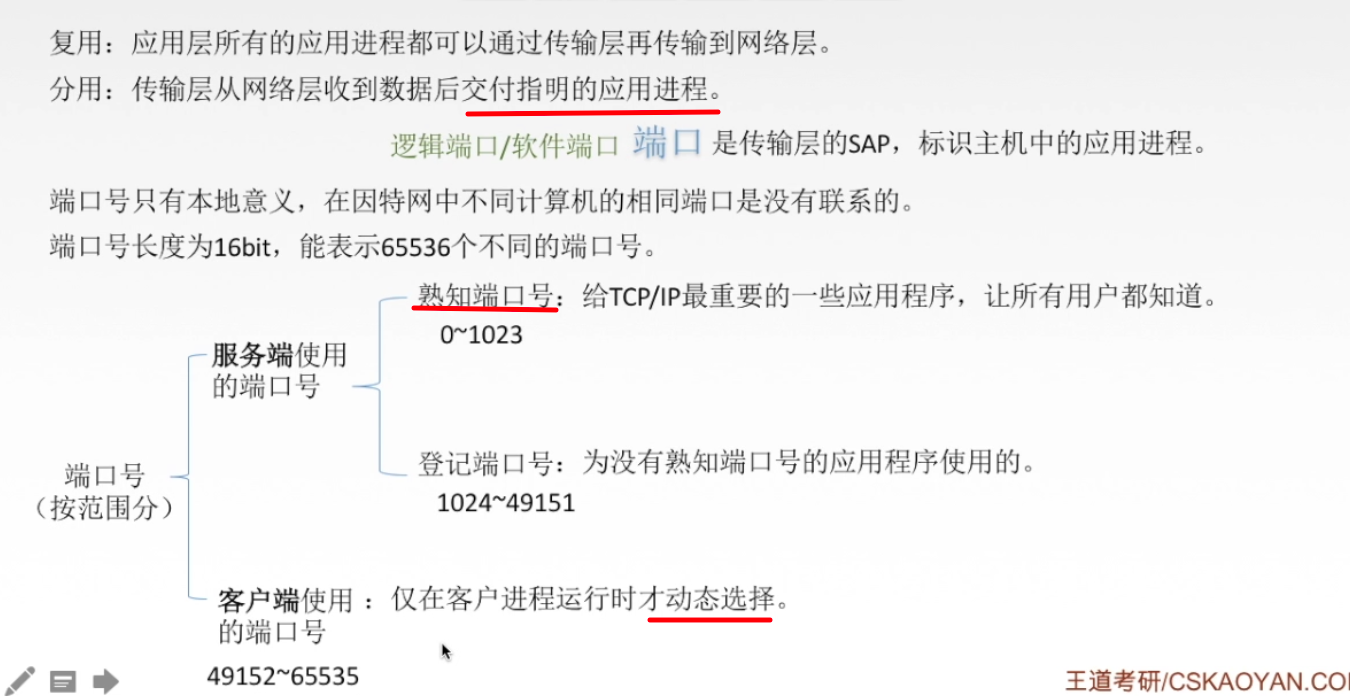 复用：应用层所有的应用进程都可以通过传输层再传输到网络层。
分用：传输层从网络层收到数据后交付指明的应用进程。
逻辑端口/软件端口 端口 是传输层的SAP，标识主机中的应用进程。
端口号只有本地意义，在因特网中不同计算机的相同端口是没有联系的。
端口号长度为16bit，能表示65536个不同的端口号。
熟知端口号：给TCP/IP最重要的一些应用程序，让所有用户都知道。
0~1023
服务端使用
的端口号
登记端口号：为没有熟知端口号的应用程序使用的。
1024~49151
端口号
（按范围分）
客户端使用 ：仅在客户进程运行时才动态选择。
的端口号
49152~65535
王道考研/CSKAOYAN.CO